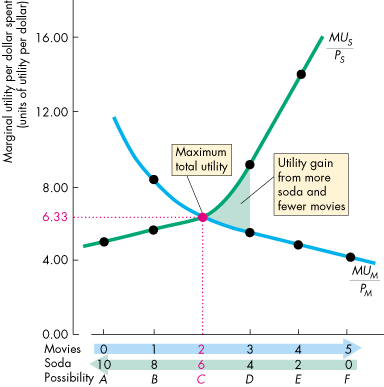 Marginal utility per dollar spent
(units of utility per dollar)
16.00
12.00
8.00
6.33
4.00
0.00
MUS
PS
Maximum
total utility
Utility gain
from more
soda and
fewer movies
MUM
PM
Movies 0 1 2 3 4 5
Soda 10 8 6 4 2 0
Possibility A B C D E F